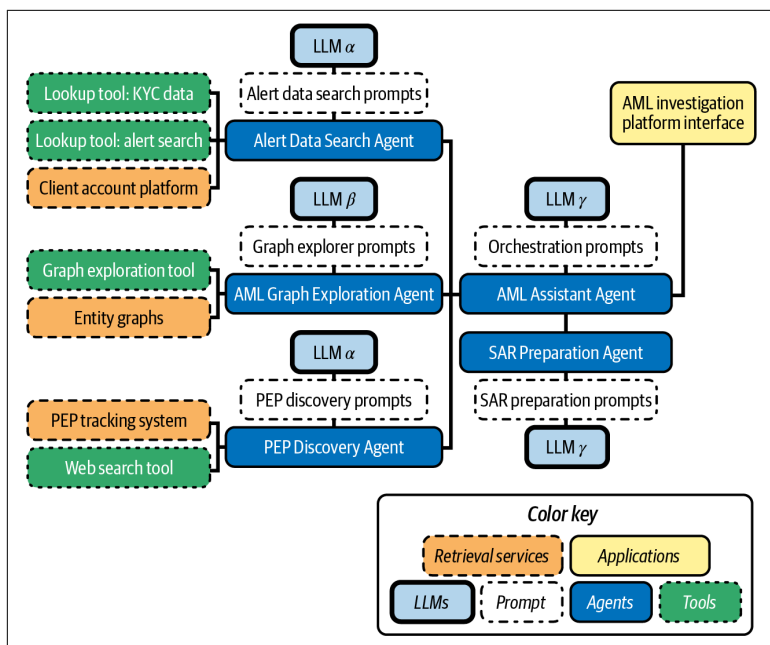 LLM α
Lookup tool: KYC data
Alert data search prompts
AML investigation
platform interface
Lookup tool: alert search
Alert Data Search Agent
Client account platform
LLM β
LLM γ
Graph explorer prompts
Orchestration prompts
Graph exploration tool
AML Graph Exploration Agent
AML Assistant Agent
Entity graphs
SAR Preparation Agent
LLM α
PEP discovery prompts
SAR preparation prompts
PEP tracking system
PEP Discovery Agent
LLM γ
Web search tool
Color key
Retrieval services
Applications
LLMs
Prompt
Agents
Tools